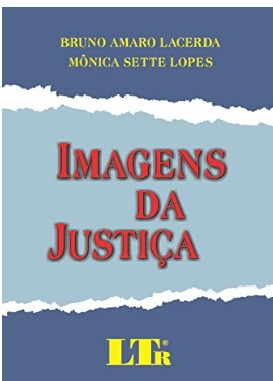 BRUNO AMARO LACERDA
MÔNICA SETTE LOPES
IMAGENS
DA
JUSTIÇA
LTR®